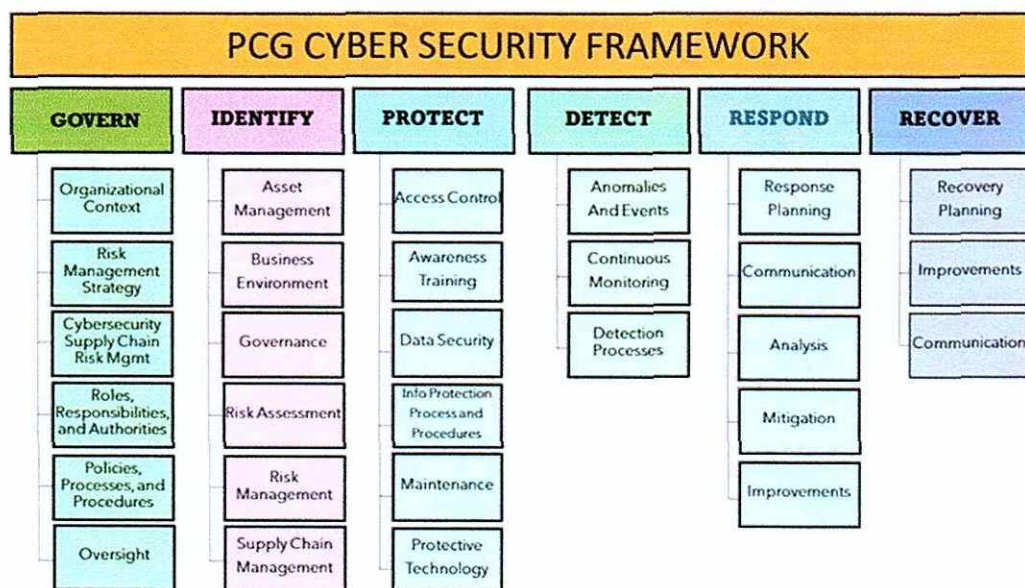 PCG CYBER SECURITY FRAMEWORK
GOVERN
Organizational
Context
Risk
Management
Strategy
Cybersecurity
Supply Chain
Risk Mgmt
Roles,
Responsibilities,
and Authorities
Policies,
Processes, and
Procedures
Oversight
IDENTIFY
Asset
Management
Business
Environment
Governance
Risk Assessment
Risk
Management
Supply Chain
Management
PROTECT
Access Control
Awareness
Training
Data Security
Info Protection
Process and
Procedures
Maintenance
Protective
Technology
DETECT
Anomalies
And Events
Continuous
Monitoring
Detection
Processes
RESPOND
Response
Planning
Communication
Analysis
Mitigation
Improvements
RECOVER
Recovery
Planning
Improvements
Communication